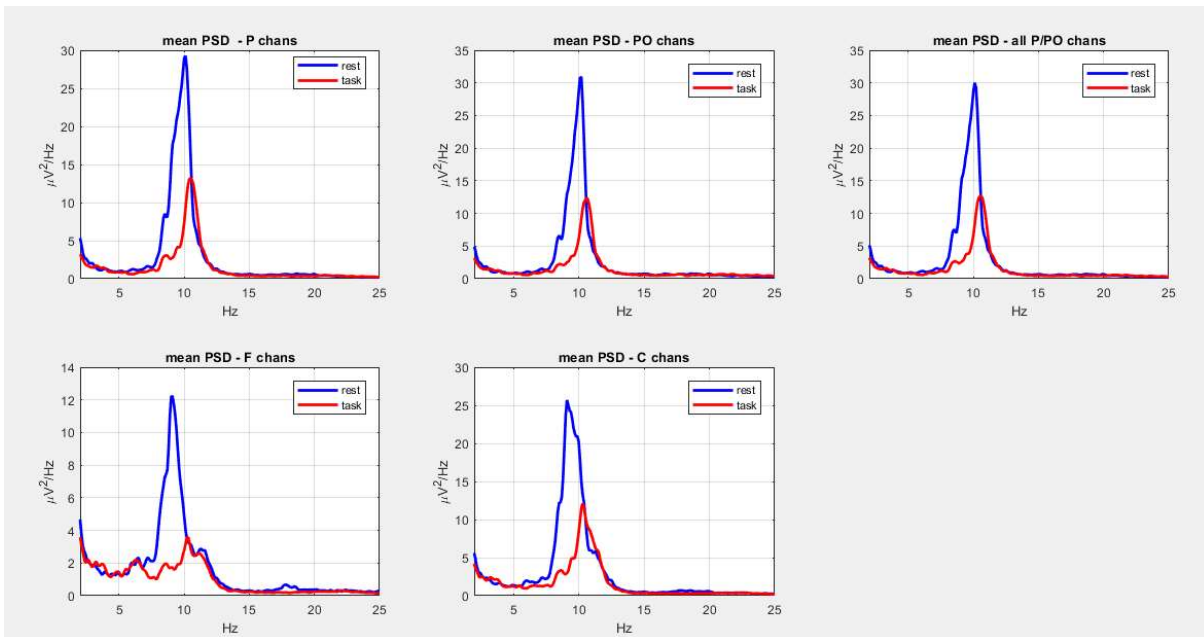 mean PSD - P chans
30
25
20
15
10
5
0
µV²/Hz
rest
task
5 10 15 20 25
Hz
mean PSD - PO chans
35
30
25
20
15
10
5
0
µV²/Hz
rest
task
5 10 15 20 25
Hz
mean PSD - all P/PO chans
35
30
25
20
15
10
5
0
µV²/Hz
rest
task
5 10 15 20 25
Hz
mean PSD - F chans
14
12
10
8
6
4
2
0
µV²/Hz
rest
task
5 10 15 20 25
Hz
mean PSD - C chans
30
25
20
15
10
5
0
µV²/Hz
rest
task
5 10 15 20 25
Hz